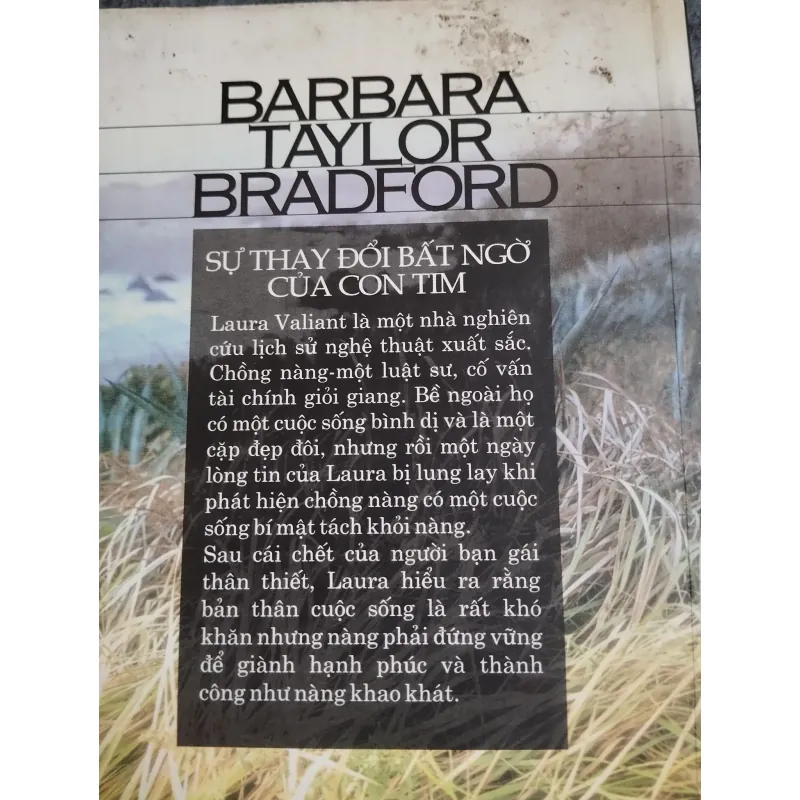 BARBARA
TAYLOR
BRADFORD
SỰ THAY ĐỔI BẤT NGỜ
CỦA CON TIM
Laura Valiant là một nhà nghiên
cứu lịch sử nghệ thuật xuất sắc.
Chồng nàng-một luật sư, cố vấn
tài chính giỏi giang. Bề ngoài họ
có một cuộc sống bình dị và là một
cặp đẹp đôi, nhưng rồi một ngày
lòng tin của Laura bị lung lay khi
phát hiện chồng nàng có một cuộc
sống bí mật tách khỏi nàng.
Sau cái chết của người bạn gái
thân thiết, Laura hiểu ra rằng
bản thân cuộc sống là rất khó
khăn nhưng nàng phải đứng vững
để giành hạnh phúc và thành
công như nàng khao khát.